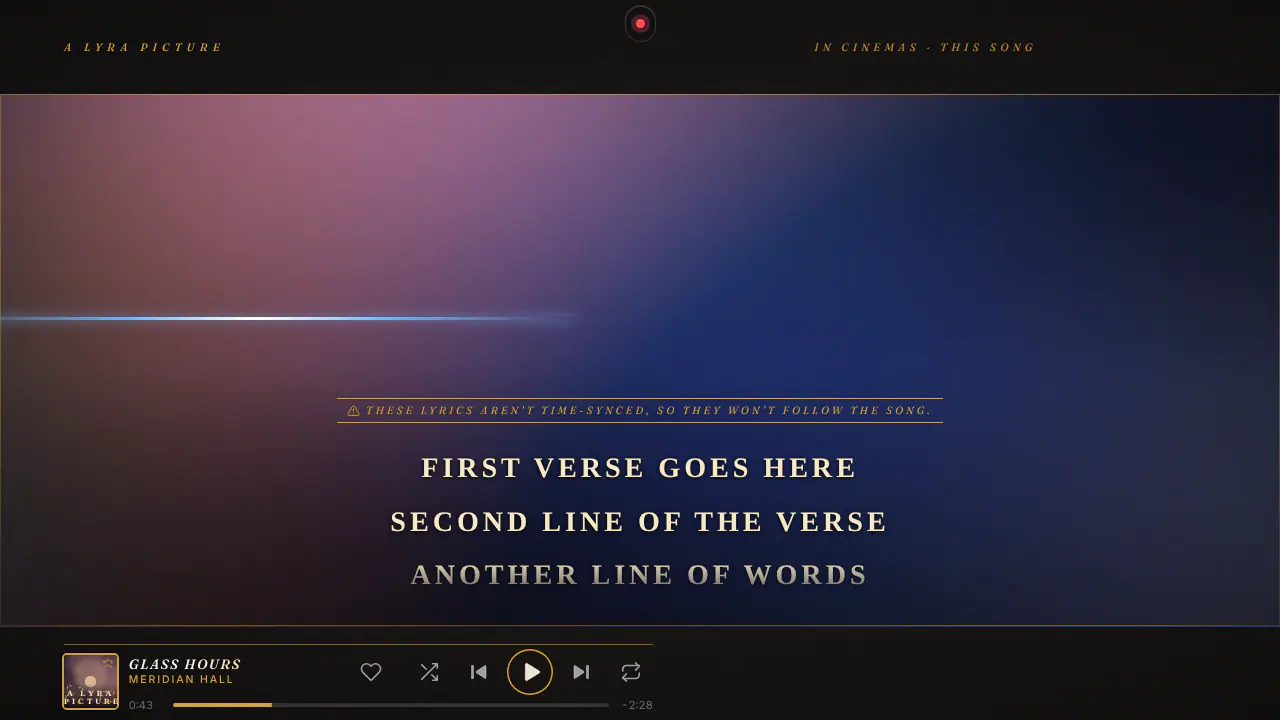 A LYRA PICTURE
IN CINEMAS · THIS SONG
THESE LYRICS AREN'T TIME-SYNCED, SO THEY WON'T FOLLOW THE SONG.
FIRST VERSE GOES HERE
SECOND LINE OF THE VERSE
ANOTHER LINE OF WORDS
A LYRA
PICTURE
GLASS HOURS
MERIDIAN HALL
0:43
-2:28